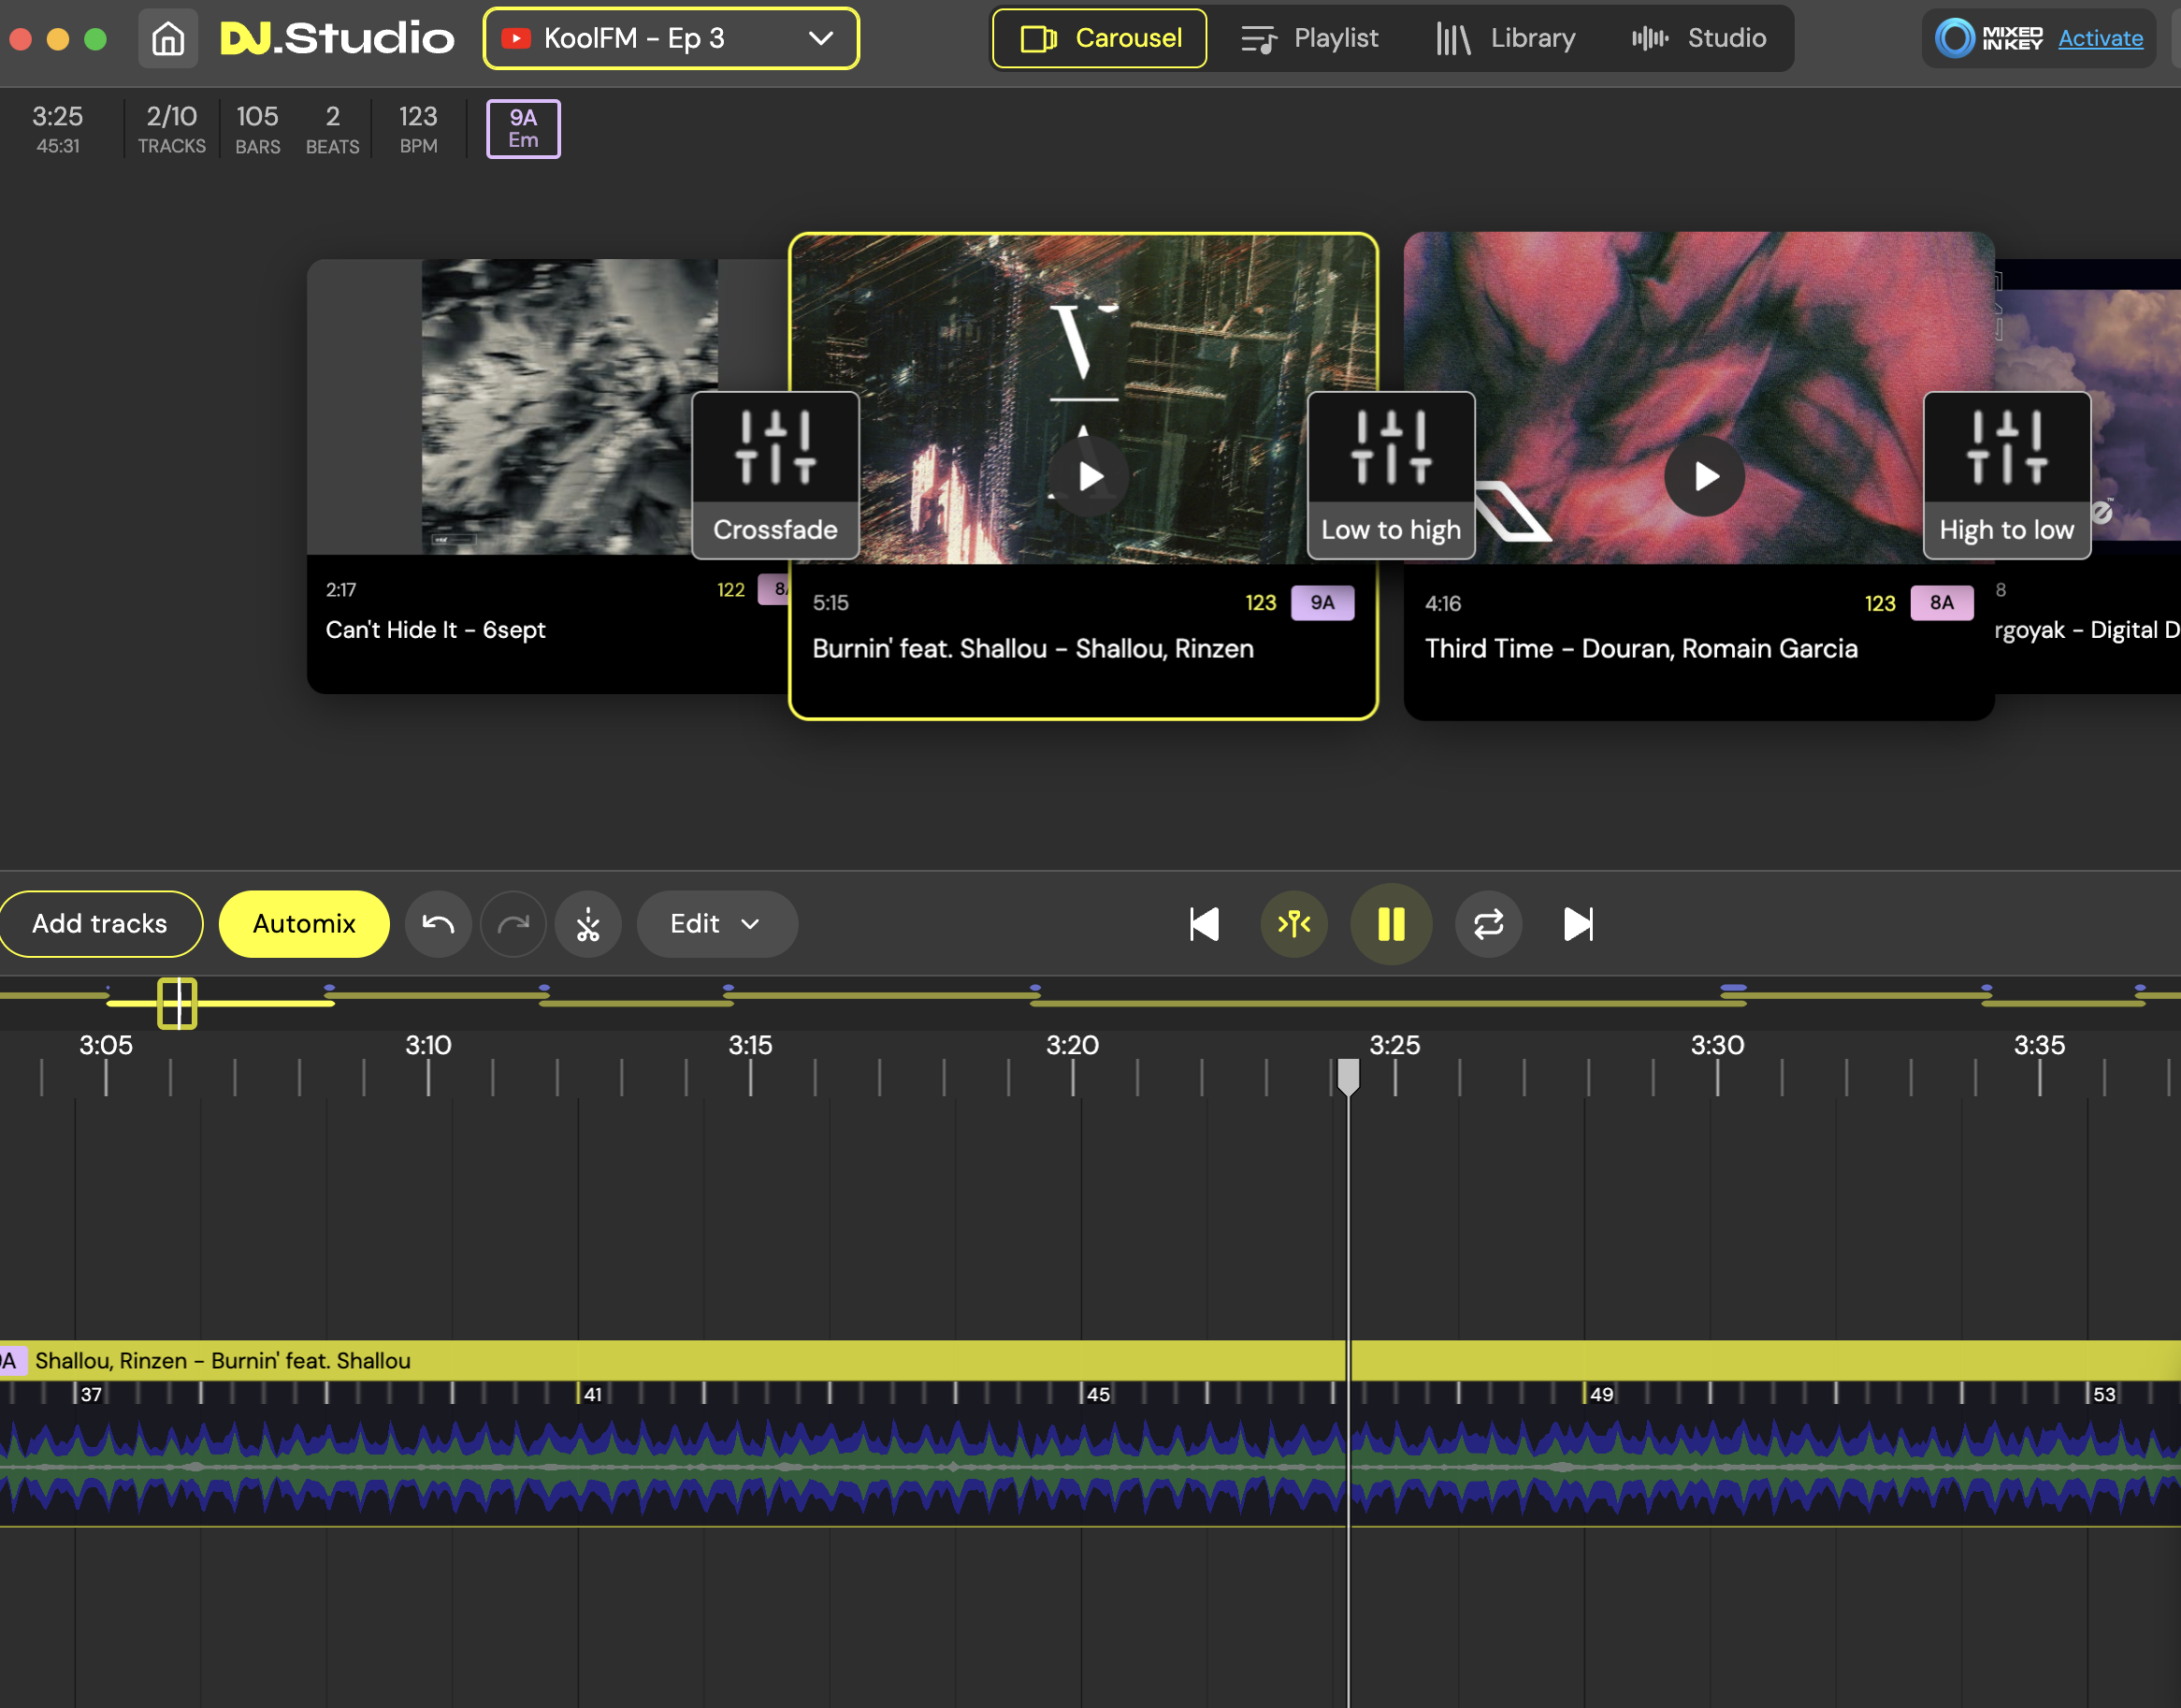 DJ.Studio
KoolFM - Ep 3
Carousel
Playlist
Library
Studio
MIXED IN KEY
Activate
3:25
45:31
2/10
TRACKS
105
BARS
2
BEATS
123
BPM
9A
Em
Crossfade
Low to high
High to low
2:17
122
8A
Can't Hide It - 6sept
5:15
123
9A
Burnin' feat. Shallou - Shallou, Rinzen
4:16
123
8A
Third Time - Douran, Romain Garcia
8
rgoyak - Digital D
Add tracks
Automix
Edit
3:05
3:10
3:15
3:20
3:25
3:30
3:35
9A
Shallou, Rinzen - Burnin' feat. Shallou
37
41
45
49
53